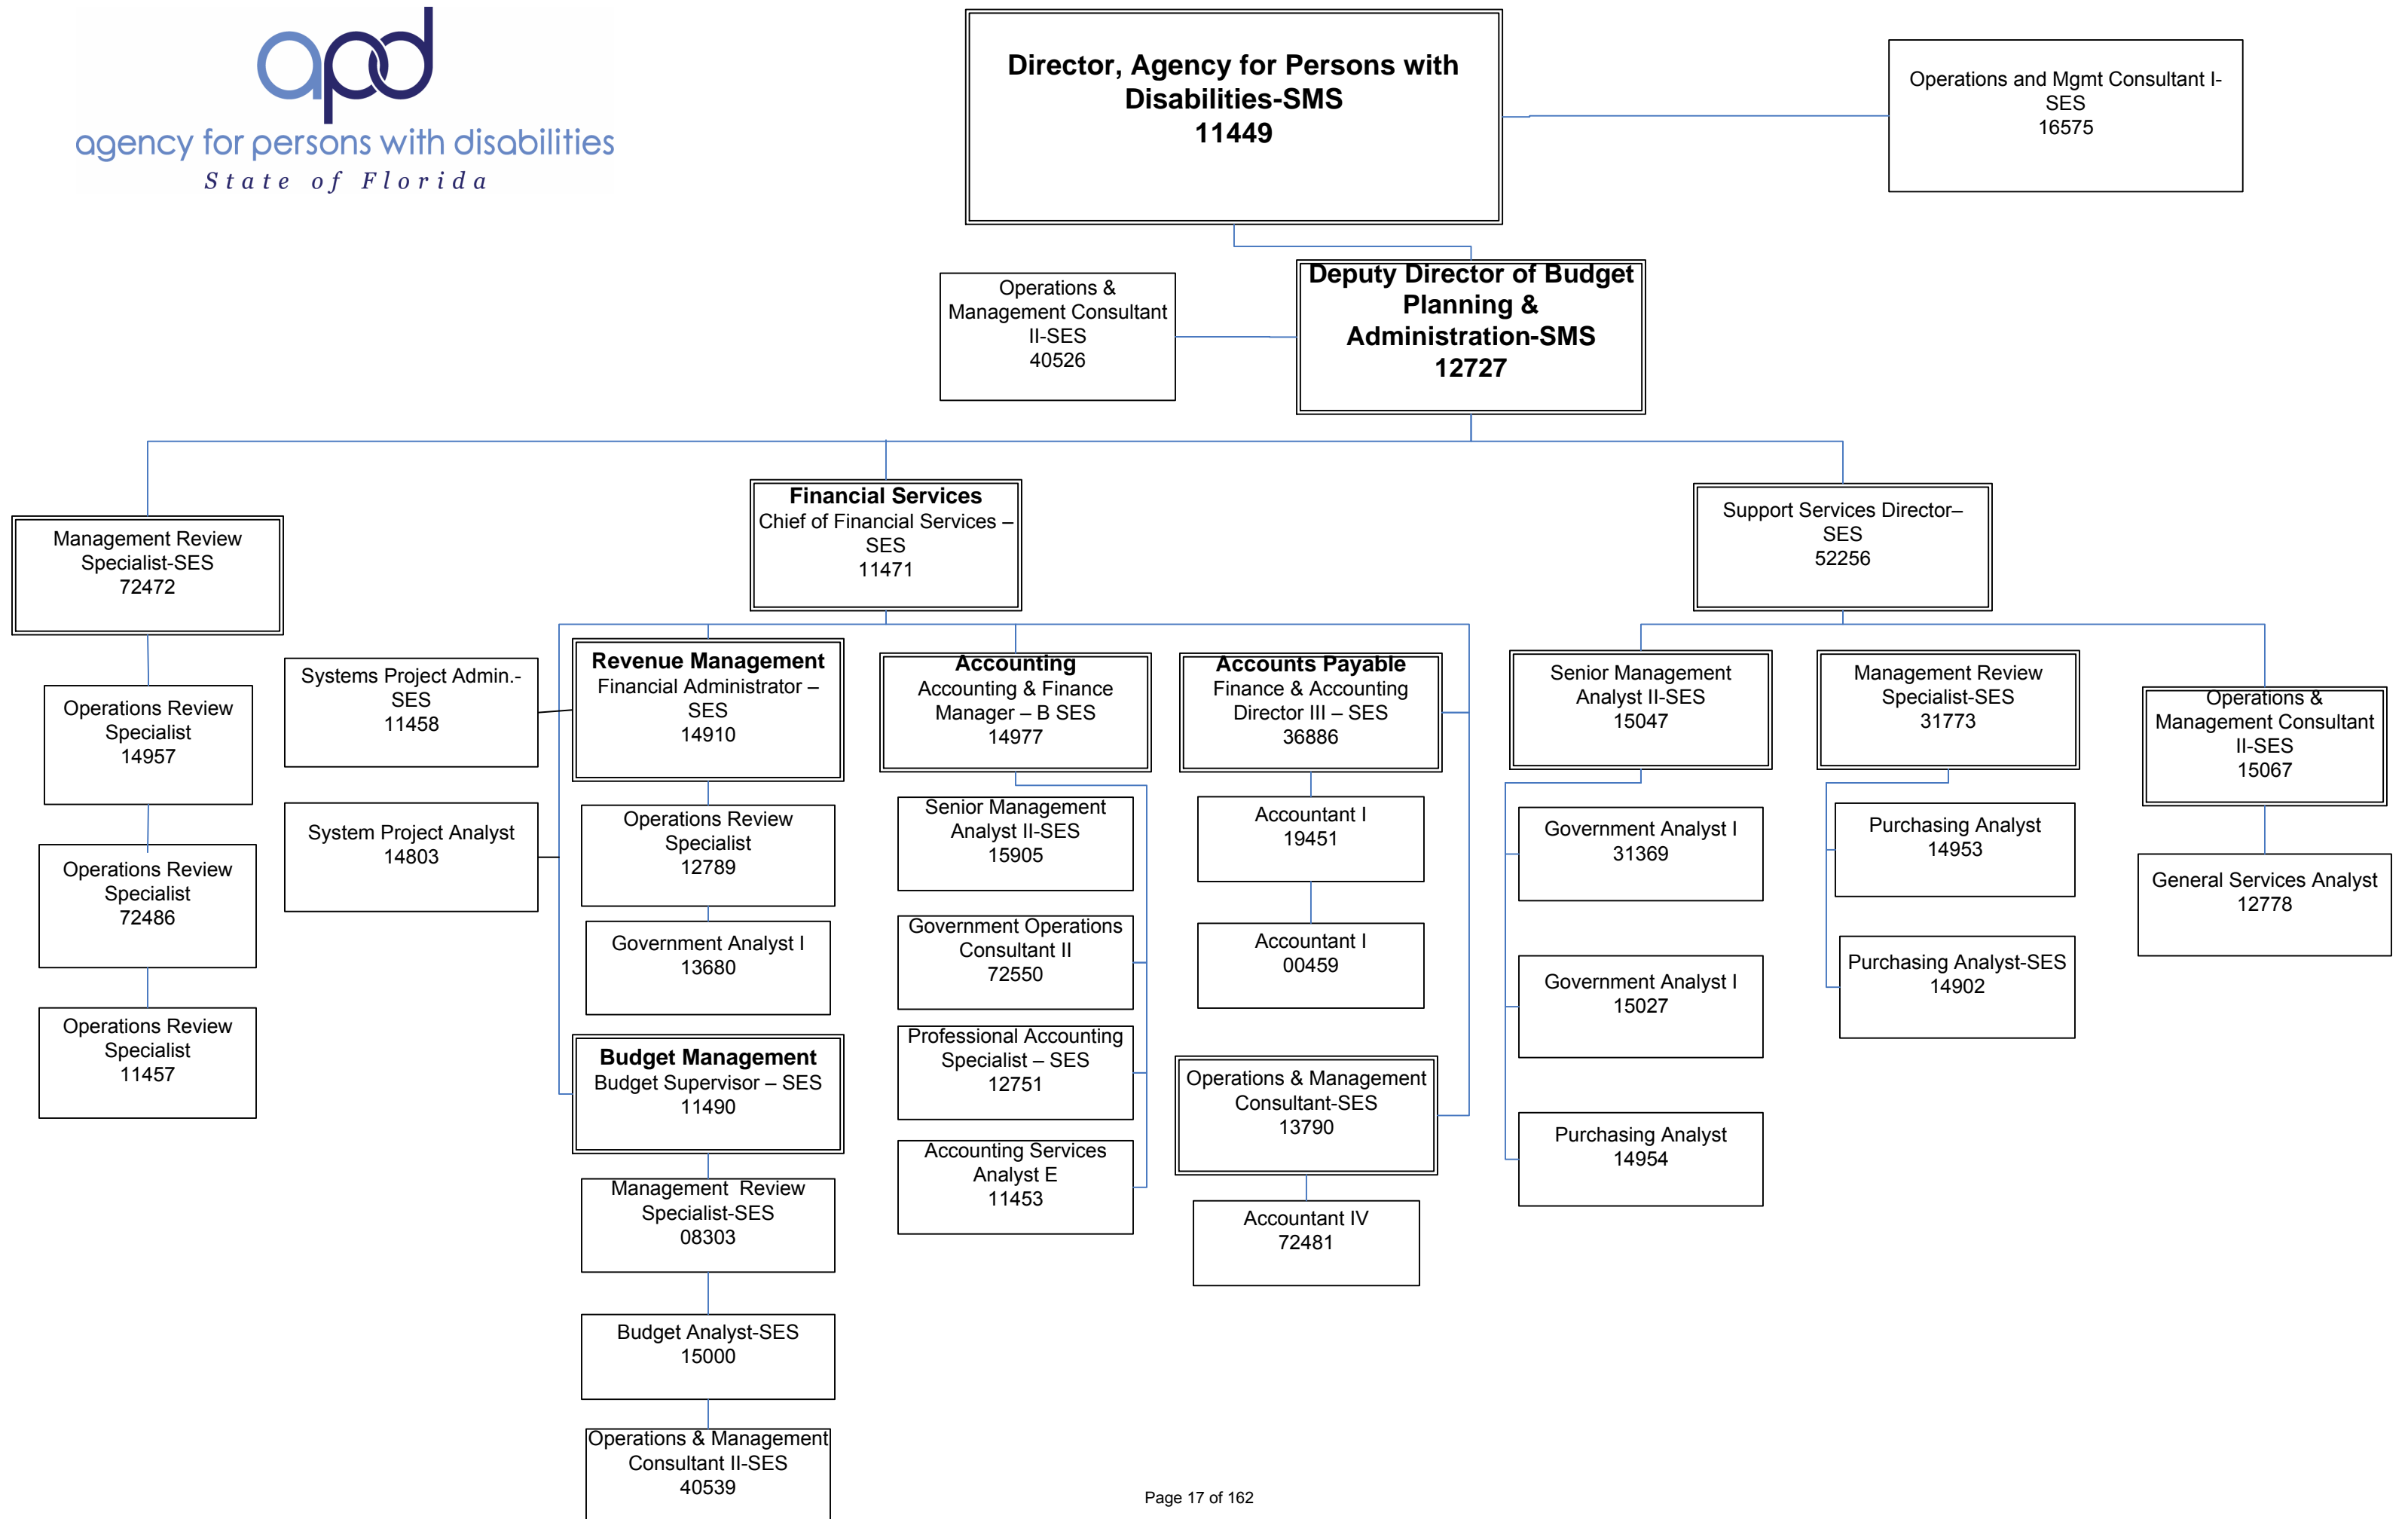 apd
agency for persons with disabilities
State of Florida
Director, Agency for Persons with
Disabilities-SMS
11449
Operations and Mgmt Consultant I-
SES
16575
Operations &
Management Consultant
II-SES
40526
Deputy Director of Budget
Planning &
Administration-SMS
12727
Management Review
Specialist-SES
72472
Operations Review
Specialist
14957
Operations Review
Specialist
72486
Operations Review
Specialist
11457
Financial Services
Chief of Financial Services –
SES
11471
Systems Project Admin.-
SES
11458
System Project Analyst
14803
Revenue Management
Financial Administrator –
SES
14910
Operations Review
Specialist
12789
Government Analyst I
13680
Budget Management
Budget Supervisor – SES
11490
Management  Review
Specialist-SES
08303
Budget Analyst-SES
15000
Operations & Management
Consultant II-SES
40539
Accounting
Accounting & Finance
Manager – B SES
14977
Senior Management
Analyst II-SES
15905
Government Operations
Consultant II
72550
Professional Accounting
Specialist – SES
12751
Accounting Services
Analyst E
11453
Accounts Payable
Finance & Accounting
Director III – SES
36886
Accountant I
19451
Accountant I
00459
Operations & Management
Consultant-SES
13790
Accountant IV
72481
Support Services Director–
SES
52256
Senior Management
Analyst II-SES
15047
Government Analyst I
31369
Government Analyst I
15027
Purchasing Analyst
14954
Management Review
Specialist-SES
31773
Purchasing Analyst
14953
Purchasing Analyst-SES
14902
Operations &
Management Consultant
II-SES
15067
General Services Analyst
12778
Page 17 of 162